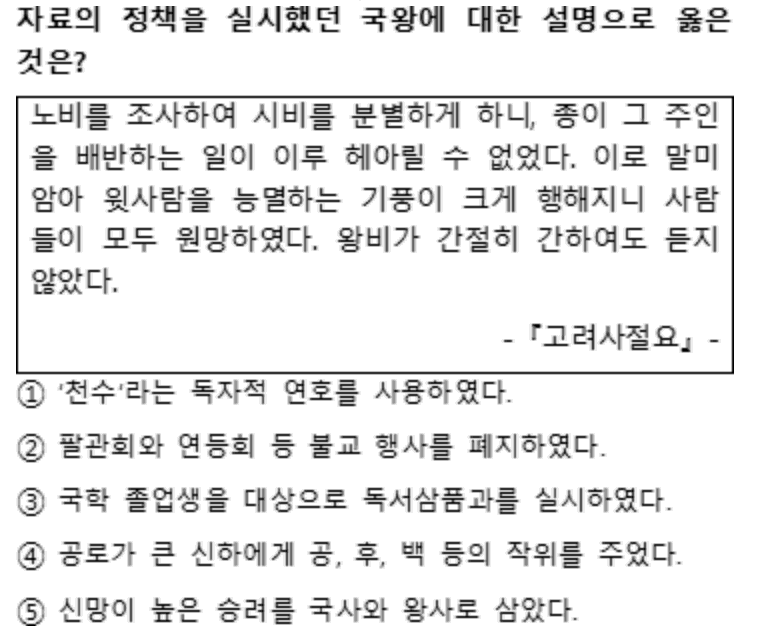 자료의 정책을 실시했던 국왕에 대한 설명으로 옳은
것은?
노비를 조사하여 시비를 분별하게 하니, 종이 그 주인
을 배반하는 일이 이루 헤아릴 수 없었다. 이로 말미
암아 윗사람을 능멸하는 기풍이 크게 행해지니 사람
들이 모두 원망하였다. 왕비가 간절히 간하여도 듣지
않았다.
-『고려사절요』-
① '천수'라는 독자적 연호를 사용하였다.
② 팔관회와 연등회 등 불교 행사를 폐지하였다.
③ 국학 졸업생을 대상으로 독서삼품과를 실시하였다.
④ 공로가 큰 신하에게 공, 후, 백 등의 작위를 주었다.
⑤ 신망이 높은 승려를 국사와 왕사로 삼았다.